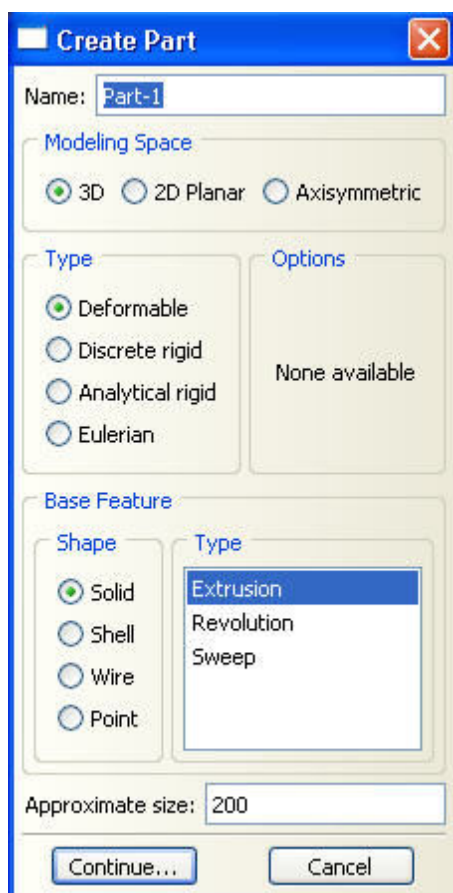 Create Part
Name: Part-1
Modeling Space
3D 2D Planar Axisymmetric
Type
Options
Deformable
Discrete rigid
Analytical rigid
Eulerian
None available
Base Feature
Shape
Type
Solid
Shell
Wire
Point
Extrusion
Revolution
Sweep
Approximate size: 200
Continue... Cancel